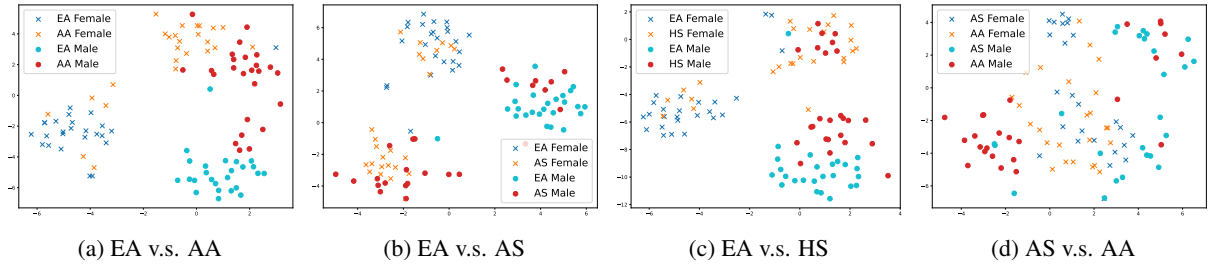 EA Female
AA Female
EA Male
AA Male
4
2
0
−2
−4
−6
−6
−4
−2
0
2
(a) EA v.s. AA
6
4
2
0
−2
−4
EA Female
AS Female
EA Male
AS Male
−4
−2
0
2
4
6
(b) EA v.s. AS
EA Female
HS Female
EA Male
HS Male
2
0
−2
−4
−6
−8
−10
−12
−6
−4
−2
0
2
4
(c) EA v.s. HS
AS Female
AA Female
AS Male
AA Male
4
2
0
−2
−4
−6
−4
−2
0
2
4
6
(d) AS v.s. AA